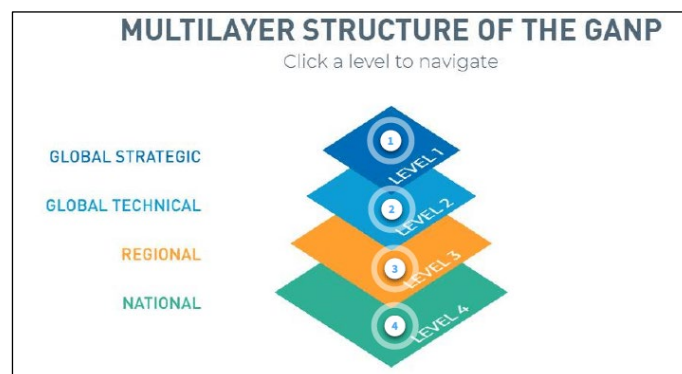 MULTILAYER STRUCTURE OF THE GANP
Click a level to navigate
GLOBAL STRATEGIC
1
LEVEL 1
GLOBAL TECHNICAL
2
LEVEL 2
REGIONAL
3
LEVEL 3
NATIONAL
4
LEVEL 4